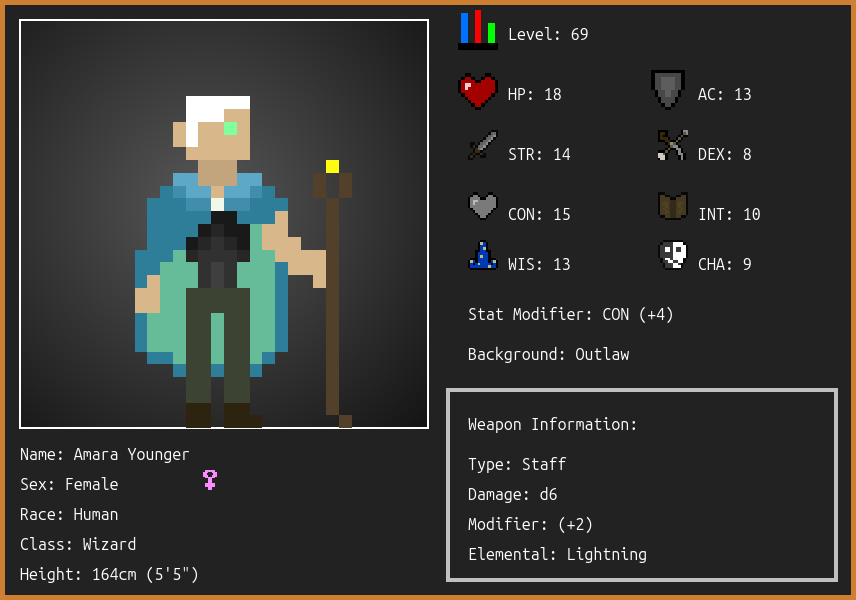 Level: 69
HP: 18
AC: 13
STR: 14
DEX: 8
CON: 15
INT: 10
WIS: 13
CHA: 9
Stat Modifier: CON (+4)
Background: Outlaw
Weapon Information:
Type: Staff
Damage: d6
Modifier: (+2)
Elemental: Lightning
Name: Amara Younger
Sex: Female
Race: Human
Class: Wizard
Height: 164cm (5'5")